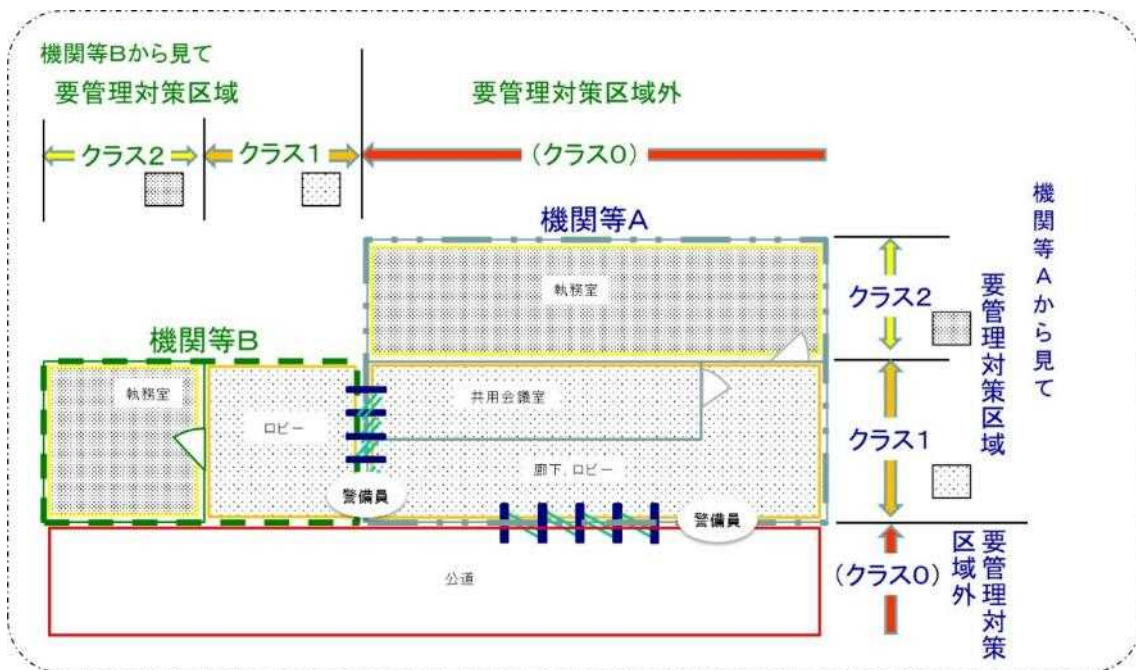 機関等Bから見て
要管理対策区域
要管理対策区域外
クラス2
クラス1
(クラス0)
機関等A
執務室
機関等B
執務室
ロビー
共用会議室
廊下、ロビー
警備員
警備員
公道
クラス2
クラス1
(クラス0)
機関等Aから見て
要管理対策区域
要管理対策
区域外